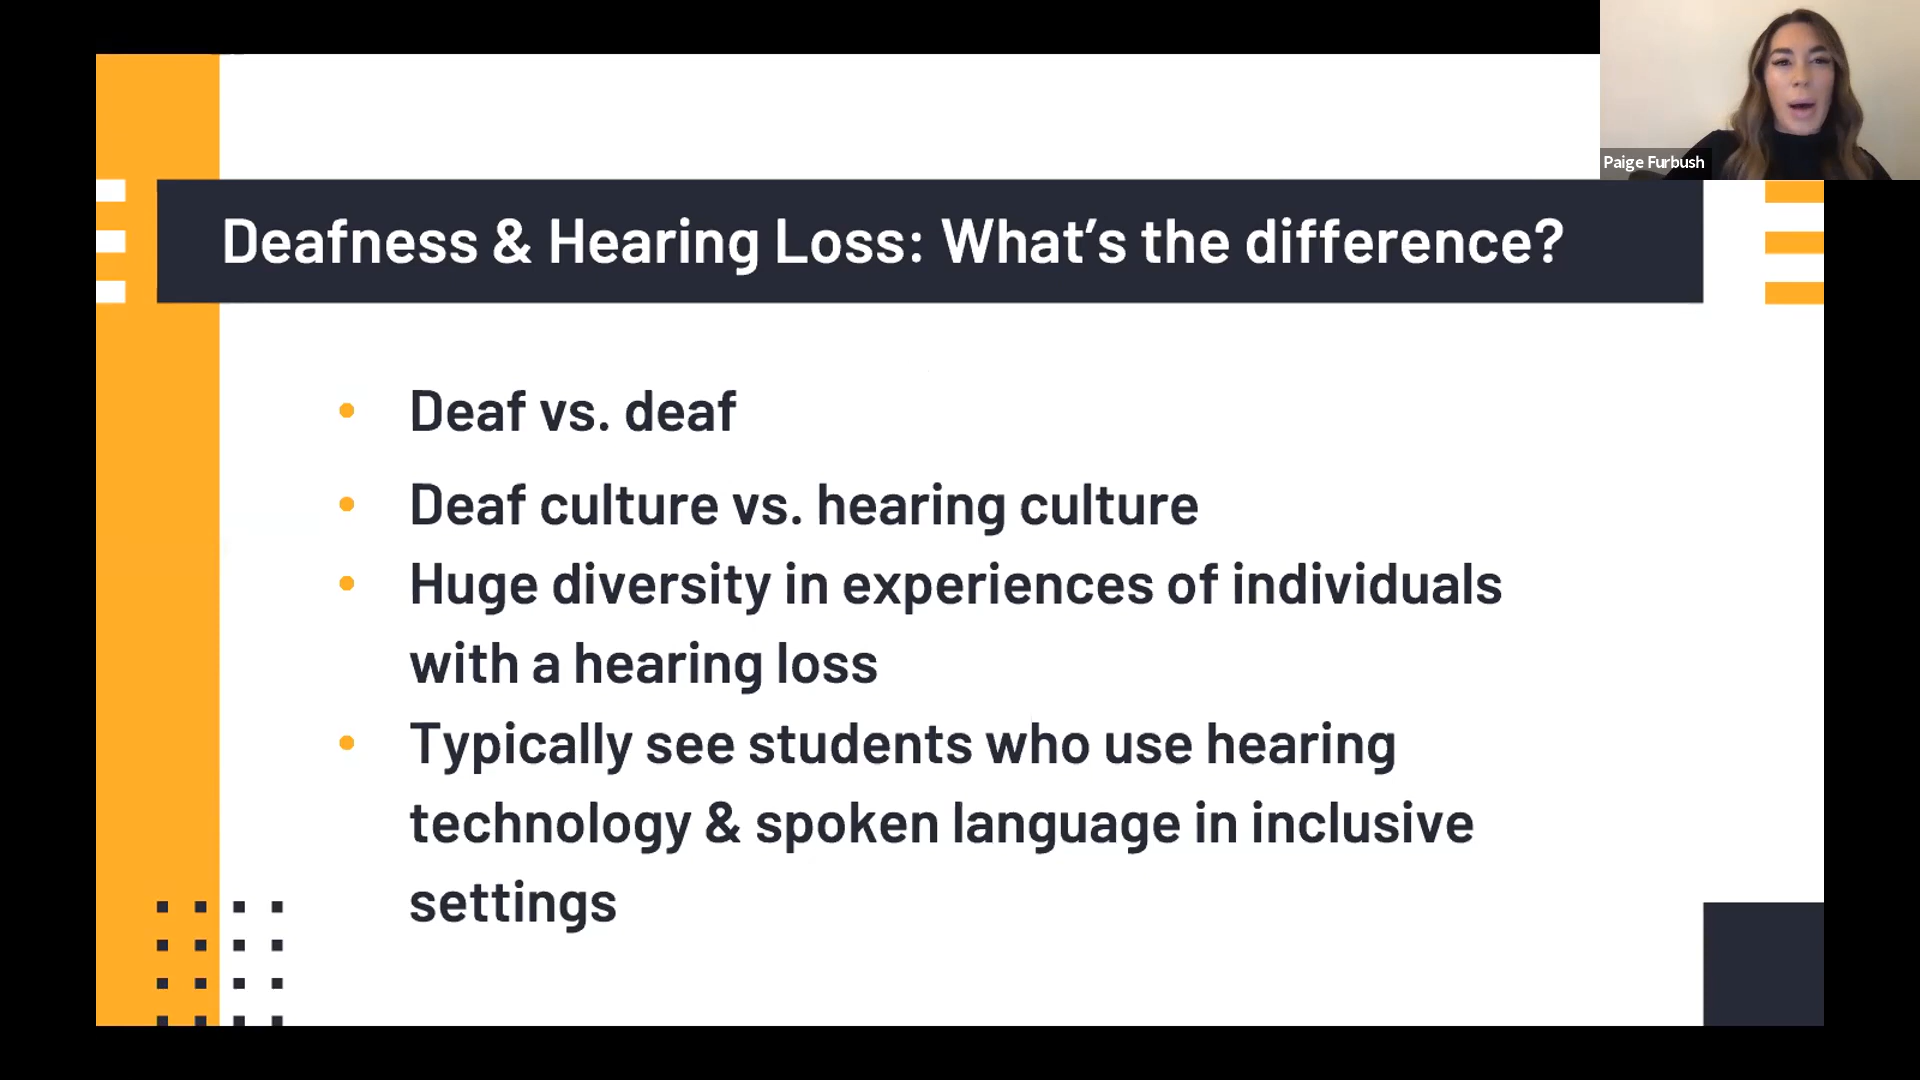 Paige Furbush
Deafness & Hearing Loss: What’s the difference?
Deaf vs. deaf
Deaf culture vs. hearing culture
Huge diversity in experiences of individuals
with a hearing loss
Typically see students who use hearing
technology & spoken language in inclusive
settings